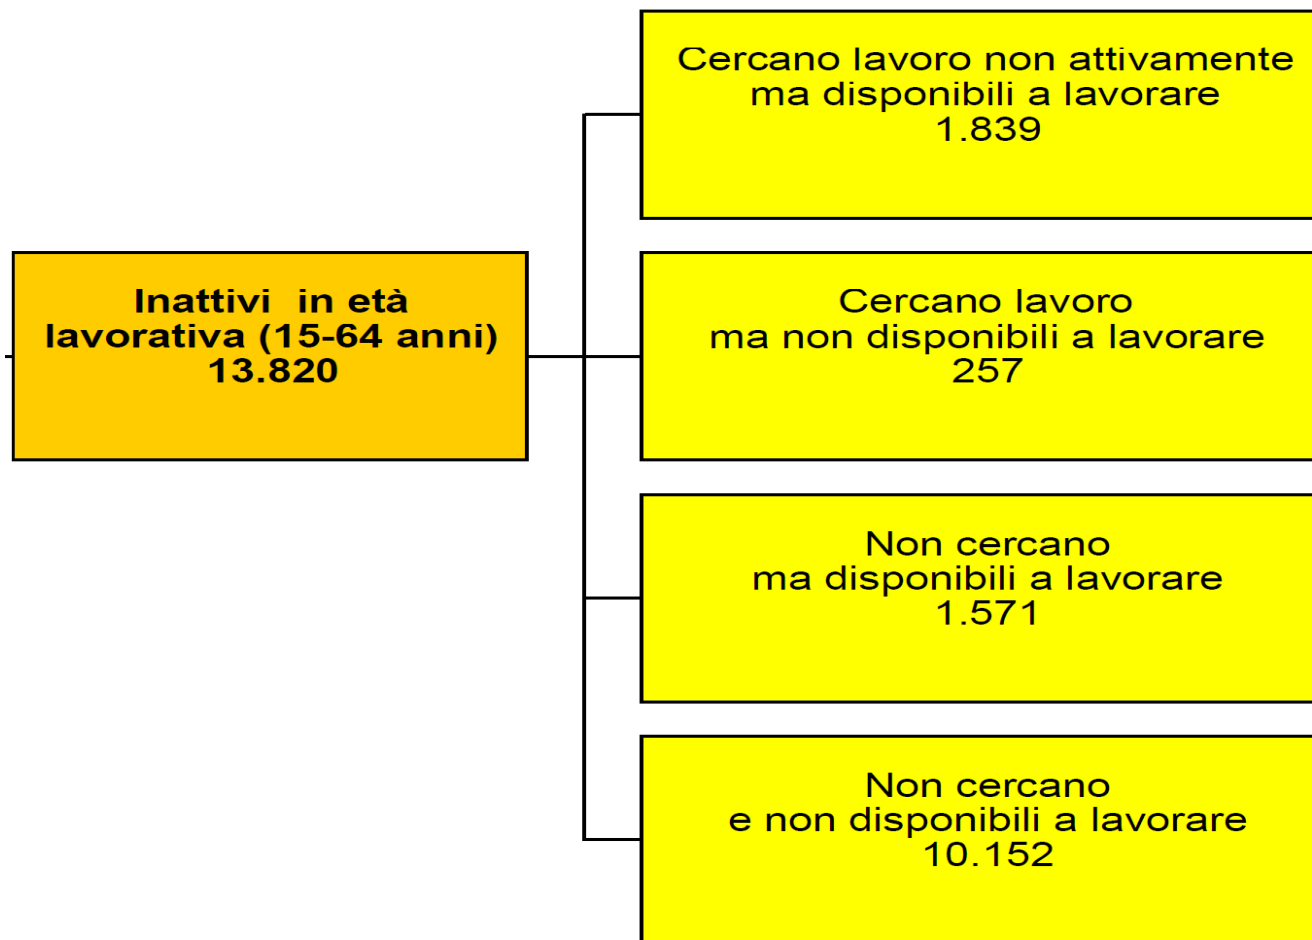 Cercano lavoro non attivamente
ma disponibili a lavorare
1.839
Inattivi in età
lavorativa (15-64 anni)
13.820
Cercano lavoro
ma non disponibili a lavorare
257
Non cercano
ma disponibili a lavorare
1.571
Non cercano
e non disponibili a lavorare
10.152